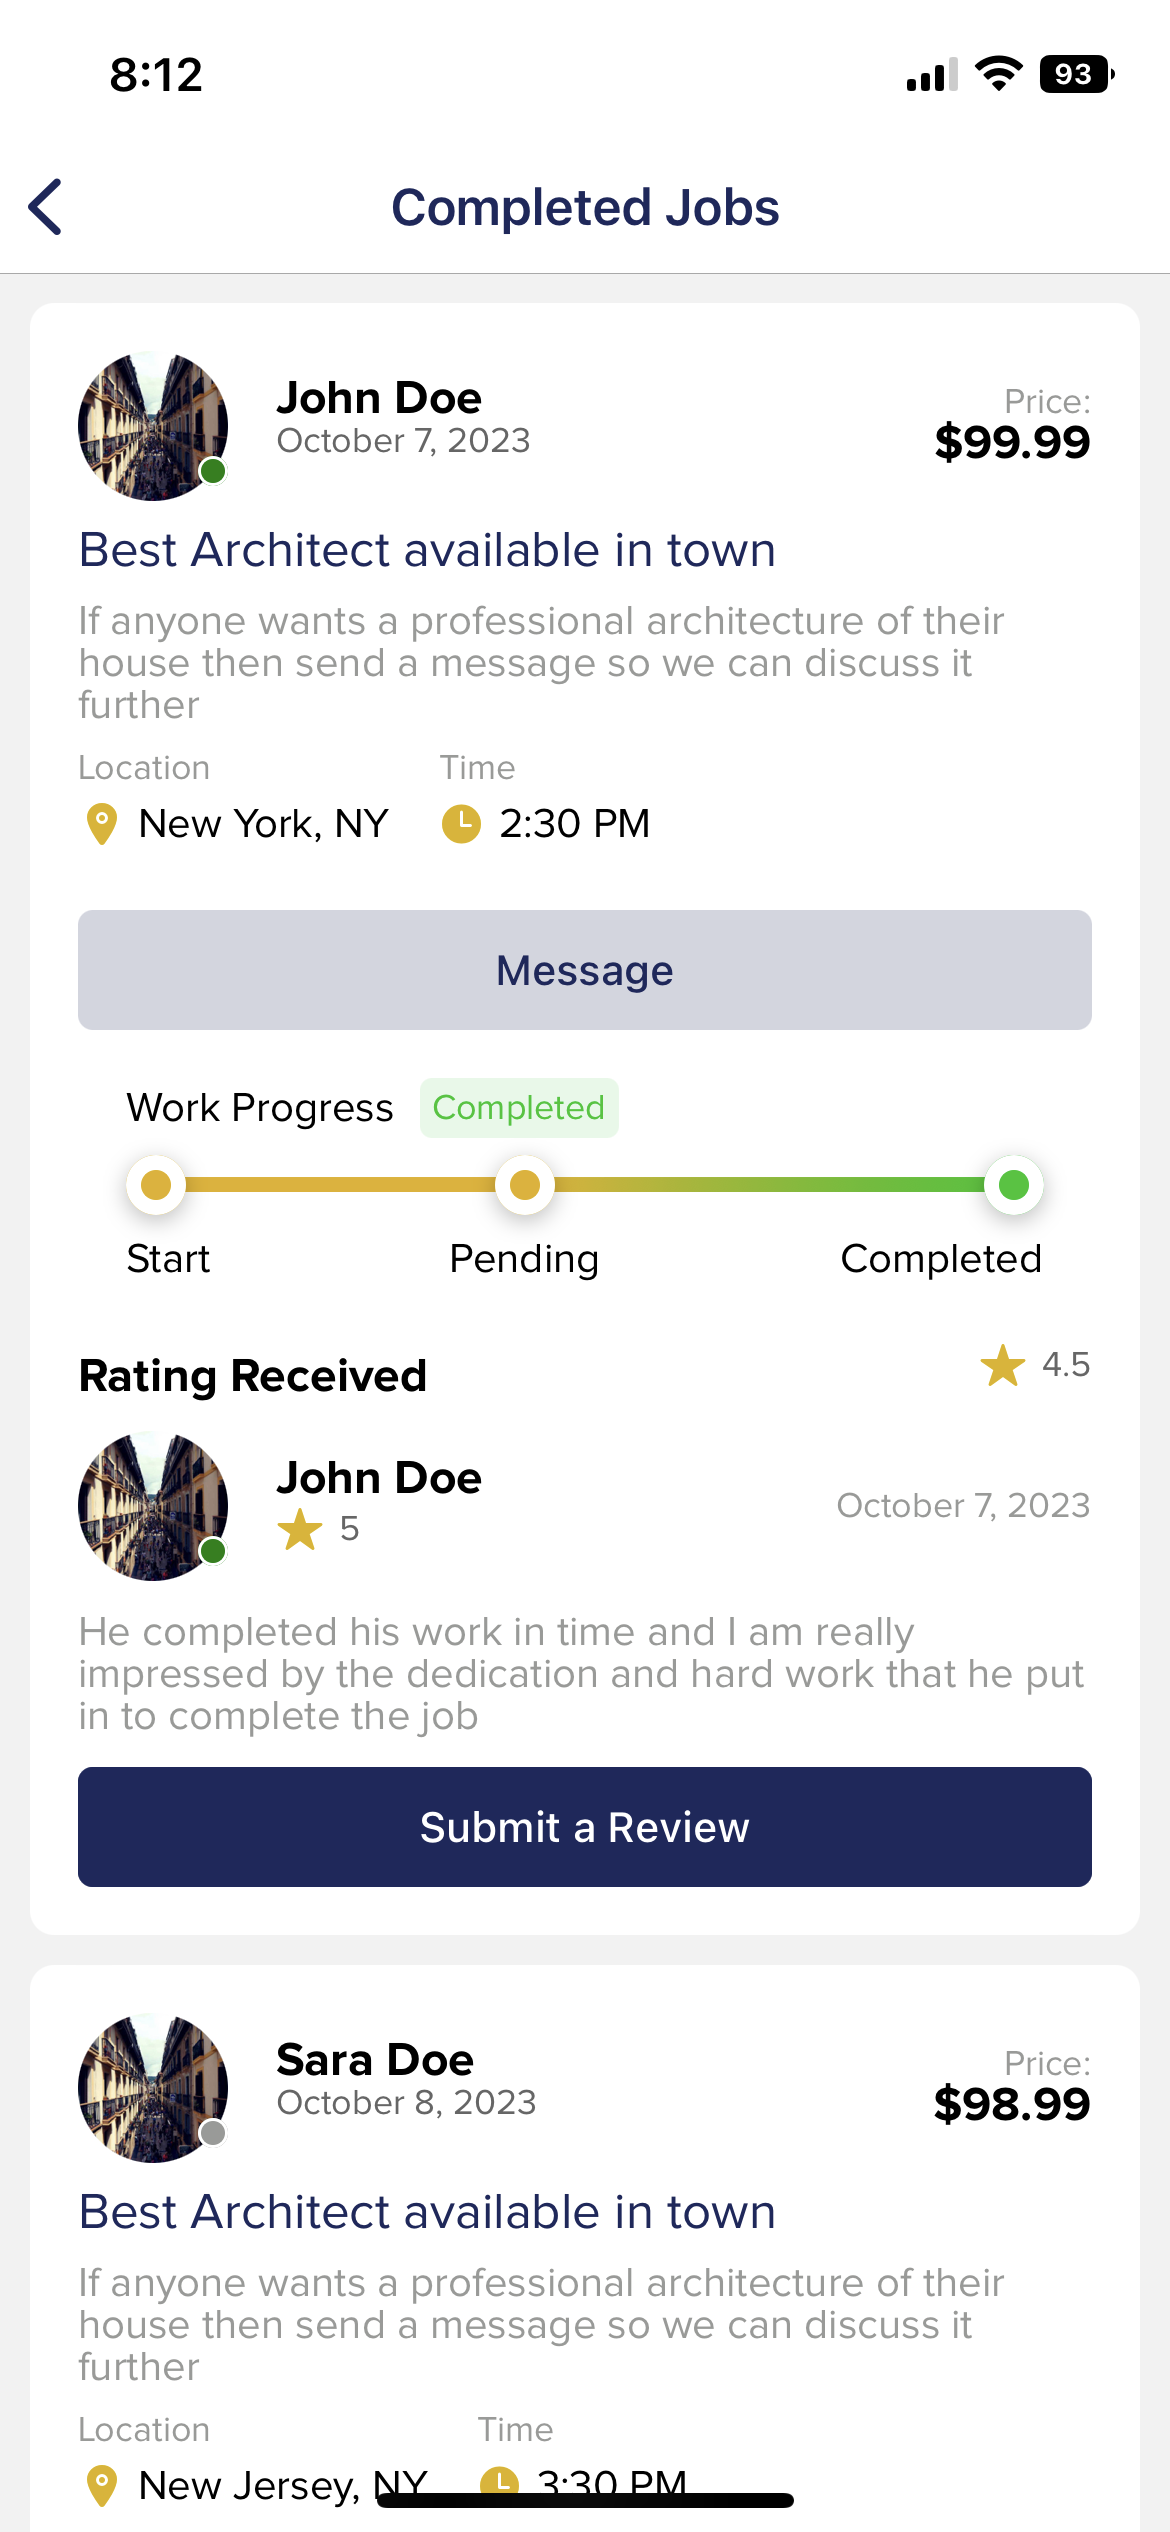 8:12
93
Completed Jobs
John Doe
October 7, 2023
Price:
$99.99
Best Architect available in town
If anyone wants a professional architecture of their
house then send a message so we can discuss it
further
Location
Time
New York, NY
2:30 PM
Message
Work Progress
Completed
Start
Pending
Completed
Rating Received
4.5
John Doe
5
October 7, 2023
He completed his work in time and I am really
impressed by the dedication and hard work that he put
in to complete the job
Submit a Review
Sara Doe
October 8, 2023
Price:
$98.99
Best Architect available in town
If anyone wants a professional architecture of their
house then send a message so we can discuss it
further
Location
Time
New Jersey, NY
3:30 PM